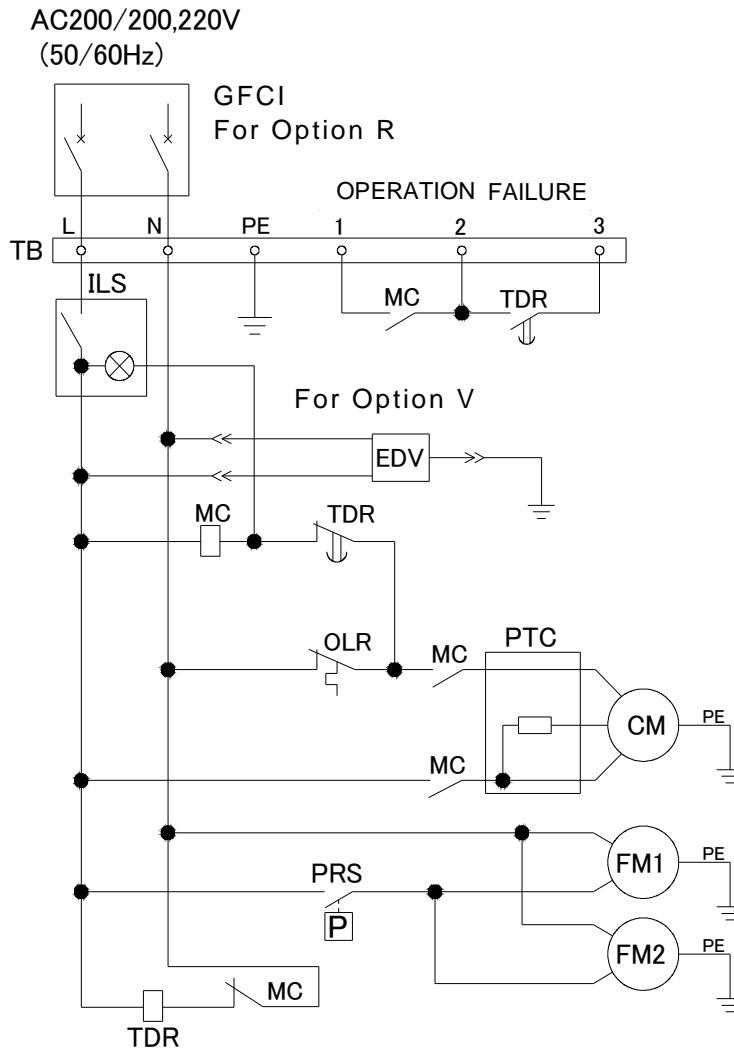 AC200/200,220V
(50/60Hz)
GFCI
For Option R
OPERATION FAILURE
L N PE 1 2 3
TB
ILS
MC TDR
For Option V
EDV
MC TDR
OLR
MC PTC
CM PE
MC
FM1 PE
PRS
P
FM2 PE
MC
TDR